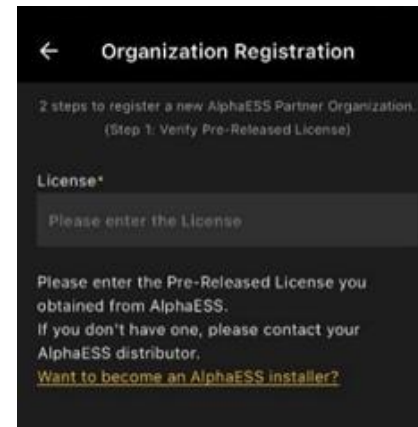 Organization Registration
2 steps to register a new AlphaESS Partner Organization.
(Step 1: Verify Pre-Released License)
License*
Please enter the License
Please enter the Pre-Released License you
obtained from AlphaESS.
If you don't have one, please contact your
AlphaESS distributor.
Want to become an AlphaESS installer?